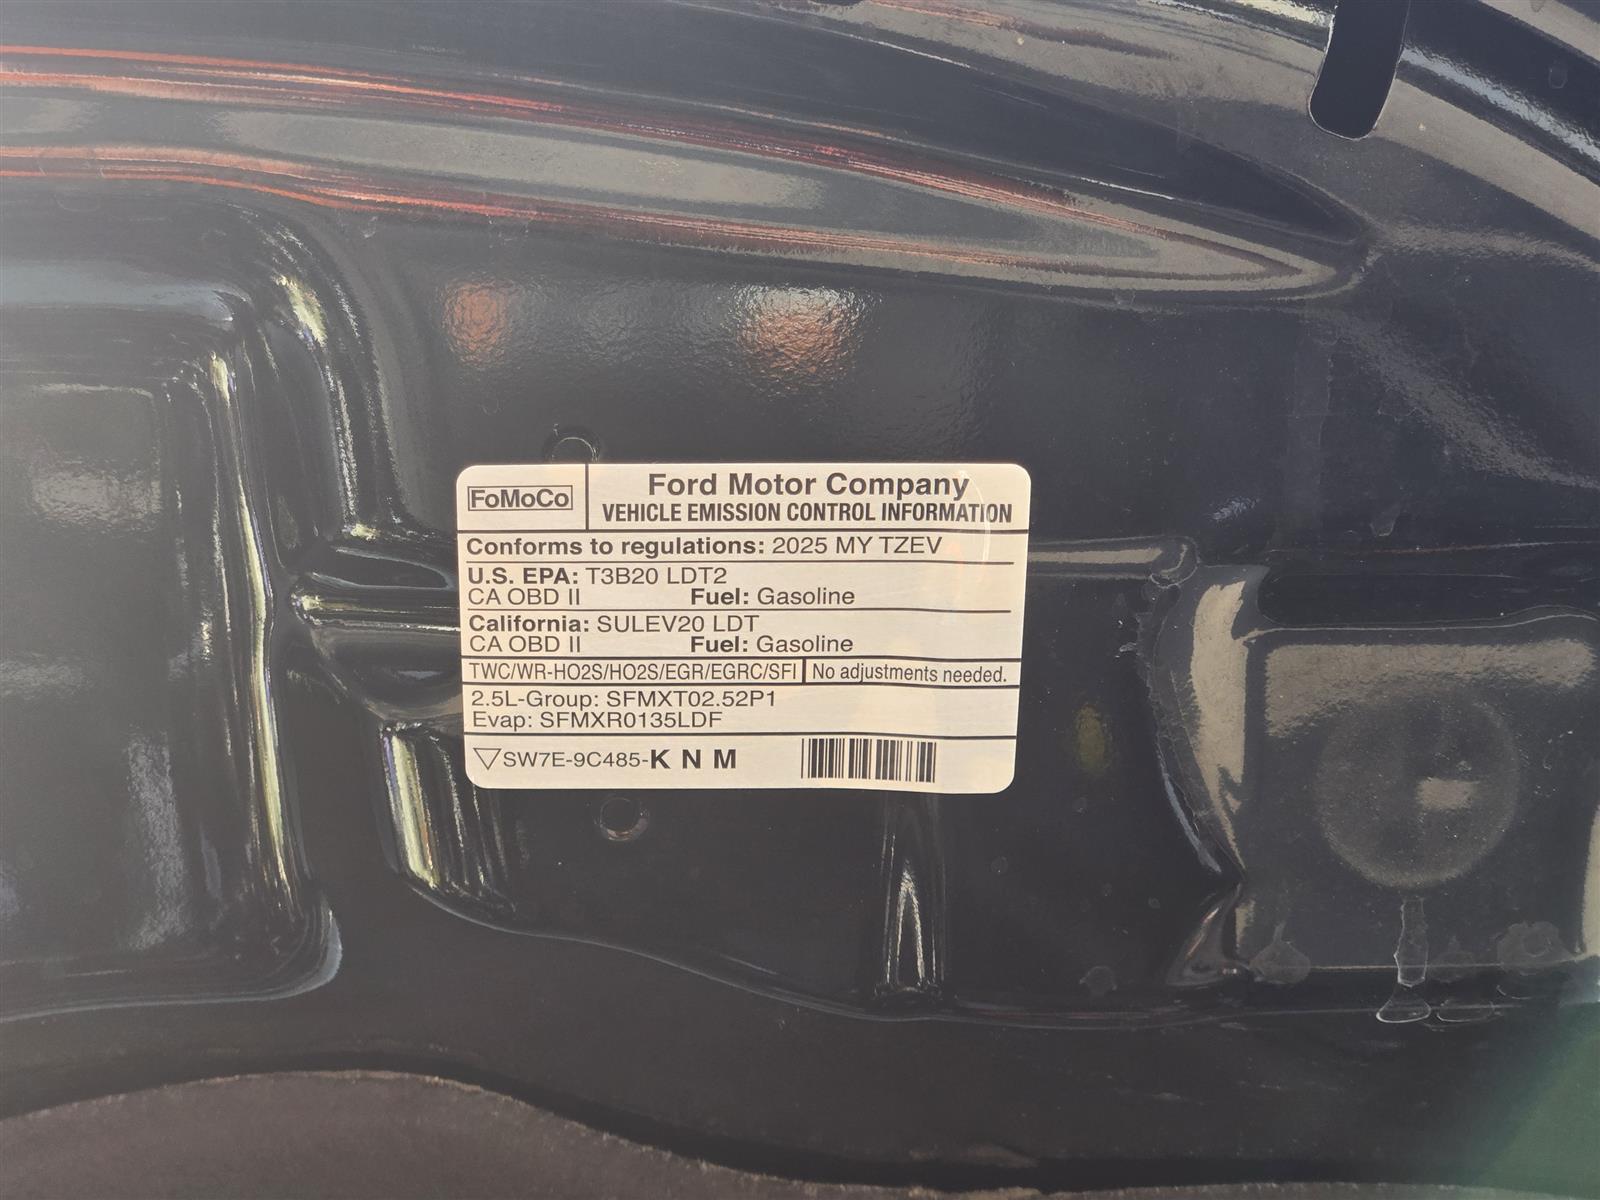 FoMoCo
Ford Motor Company
VEHICLE EMISSION CONTROL INFORMATION
Conforms to regulations: 2025 MY TZEV
U.S. EPA: T3B20 LDT2
CA OBD II Fuel: Gasoline
California: SULEV20 LDT
CA OBD II Fuel: Gasoline
TWC/WR-HO2S/HO2S/EGR/EGRC/SFI No adjustments needed.
2.5L-Group: SFMXT02.52P1
Evap: SFMXR0135LDF
SW7E-9C485-K N M